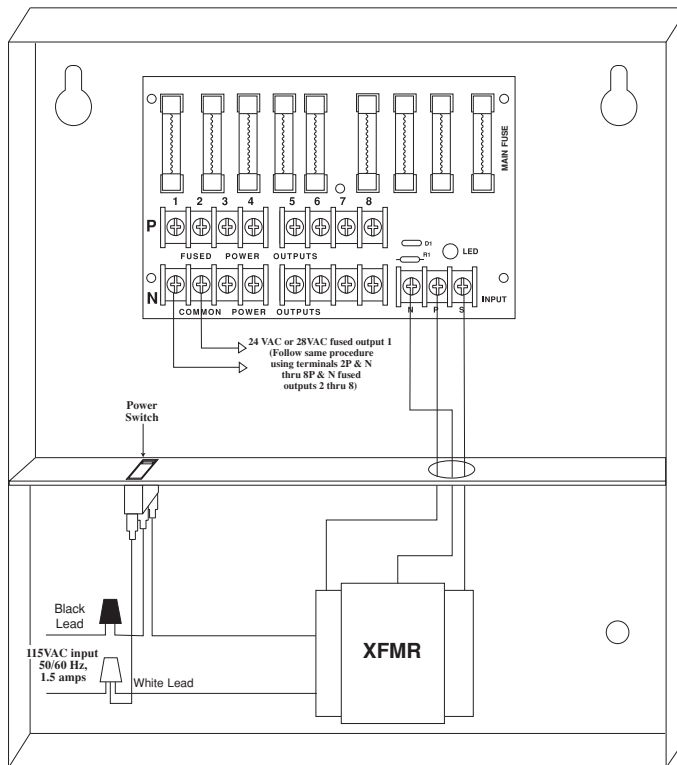 MAIN FUSE
1 2 3 4 5 6 7 8
P
FUSED POWER OUTPUTS
D1
R1
LED
N
COMMON POWER OUTPUTS
N P S
INPUT
24 VAC or 28VAC fused output 1
(Follow same procedure
using terminals 2P & N
thru 8P & N fused
outputs 2 thru 8)
Power
Switch
Black
Lead
115VAC input
50/60 Hz,
1.5 amps
White Lead
XFMR